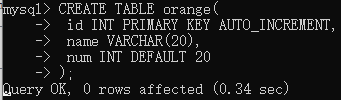 mysql> CREATE TABLE orange(
    -> id INT PRIMARY KEY AUTO_INCREMENT,
    -> name VARCHAR(20),
    -> num INT DEFAULT 20
    -> );
Query OK, 0 rows affected (0.34 sec)